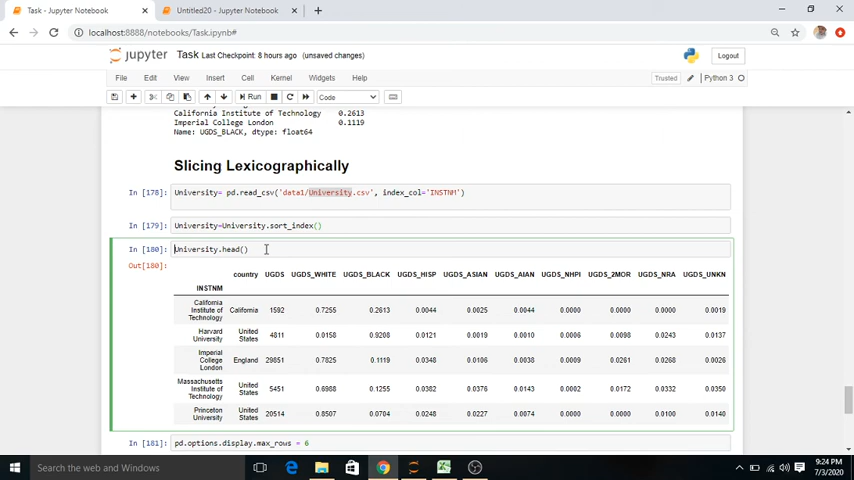 Task - Jupyter Notebook
Untitled20 - Jupyter Notebook
localhost:8888/notebooks/Task.ipynb#
jupyter Task Last Checkpoint: 8 hours ago (unsaved changes)
Logout
File Edit View Insert Cell Kernel Widgets Help
Trusted
Python 3
Run
Code
California Institute of Technology 0.2613
Imperial College London 0.1119
Name: UGDS_BLACK, dtype: float64
Slicing Lexicographically
In [178]: University= pd.read_csv('data1/University.csv', index_col='INSTNM')
In [179]: University=University.sort_index()
In [180]: University.head()
Out[180]:
country UGDS UGDS_WHITE UGDS_BLACK UGDS_HISP UGDS_ASIAN UGDS_AIAN UGDS_NHPI UGDS_2MOR UGDS_NRA UGDS_UNKN
INSTNM
California Institute of Technology California 1592 0.7255 0.2613 0.0044 0.0025 0.0044 0.0000 0.0000 0.0000 0.0019
Harvard University United States 4811 0.0158 0.9208 0.0121 0.0019 0.0010 0.0006 0.0098 0.0243 0.0137
Imperial College London England 29851 0.7825 0.1119 0.0348 0.0106 0.0038 0.0009 0.0261 0.0268 0.0026
Massachusetts Institute of Technology United States 5451 0.6988 0.1255 0.0382 0.0376 0.0143 0.0002 0.0172 0.0332 0.0350
Princeton University United States 20514 0.8507 0.0704 0.0248 0.0227 0.0074 0.0000 0.0000 0.0100 0.0140
In [181]: pd.options.display.max_rows = 6
Search the web and Windows
9:24 PM
7/3/2020